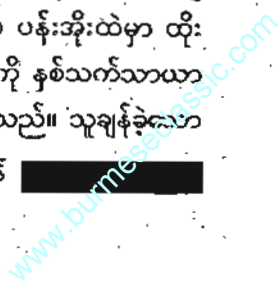 ပန်းအိုးထဲမှာ ထိုး
ကို နှစ်သက်သာယာ
သည်။ သူချန်ခဲ့သော
www.burmeseclassic.com